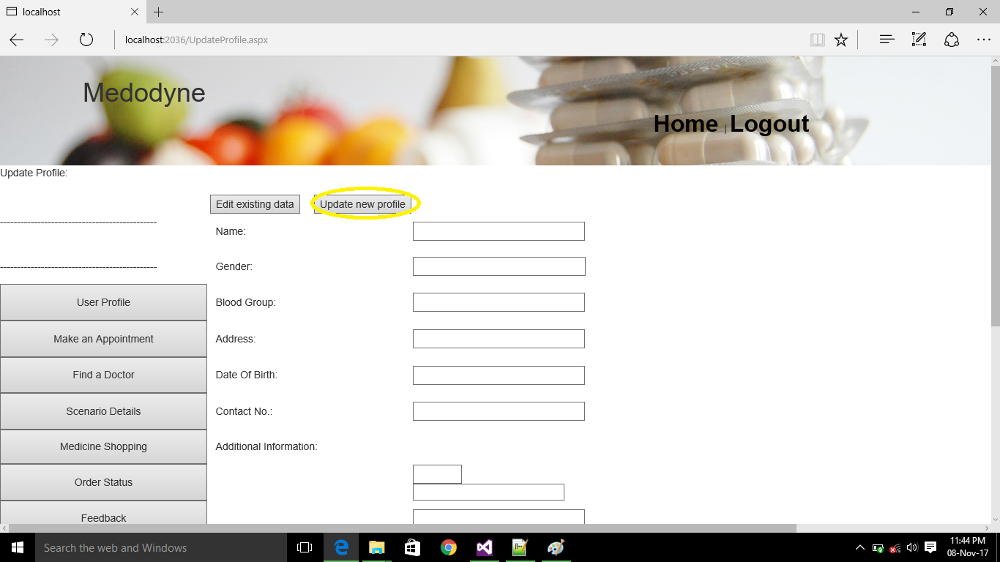 localhost
localhost:2036/UpdateProfile.aspx
Medodyne
Home | Logout
Update Profile:
Edit existing data
Update new profile
----------------------------------------------
Name:
Gender:
----------------------------------------------
User Profile
Blood Group:
Make an Appointment
Address:
Find a Doctor
Date Of Birth:
Scenario Details
Contact No.:
Medicine Shopping
Additional Information:
Order Status
Feedback
Search the web and Windows
11:44 PM
08-Nov-17